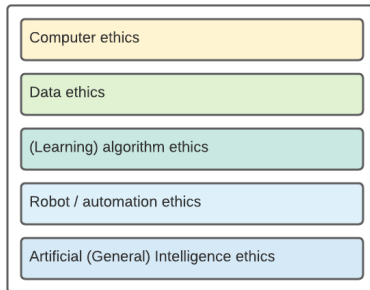 Computer ethics
Data ethics
(Learning) algorithm ethics
Robot / automation ethics
Artificial (General) Intelligence ethics